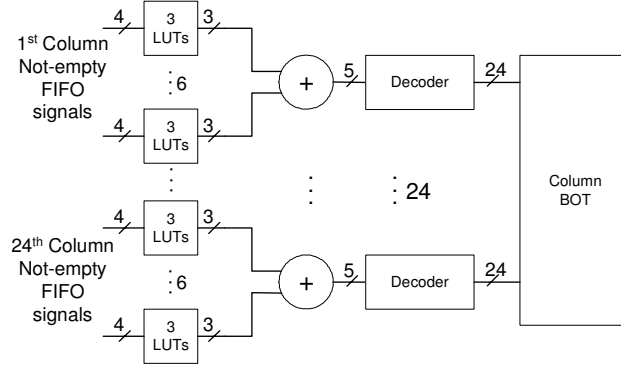 4
3
LUTs
3
1st Column
Not-empty
FIFO
signals
6
4
3
LUTs
3
+
5
Decoder
24
24
Column
BOT
4
3
LUTs
3
24th Column
Not-empty
FIFO
signals
6
4
3
LUTs
3
+
5
Decoder
24